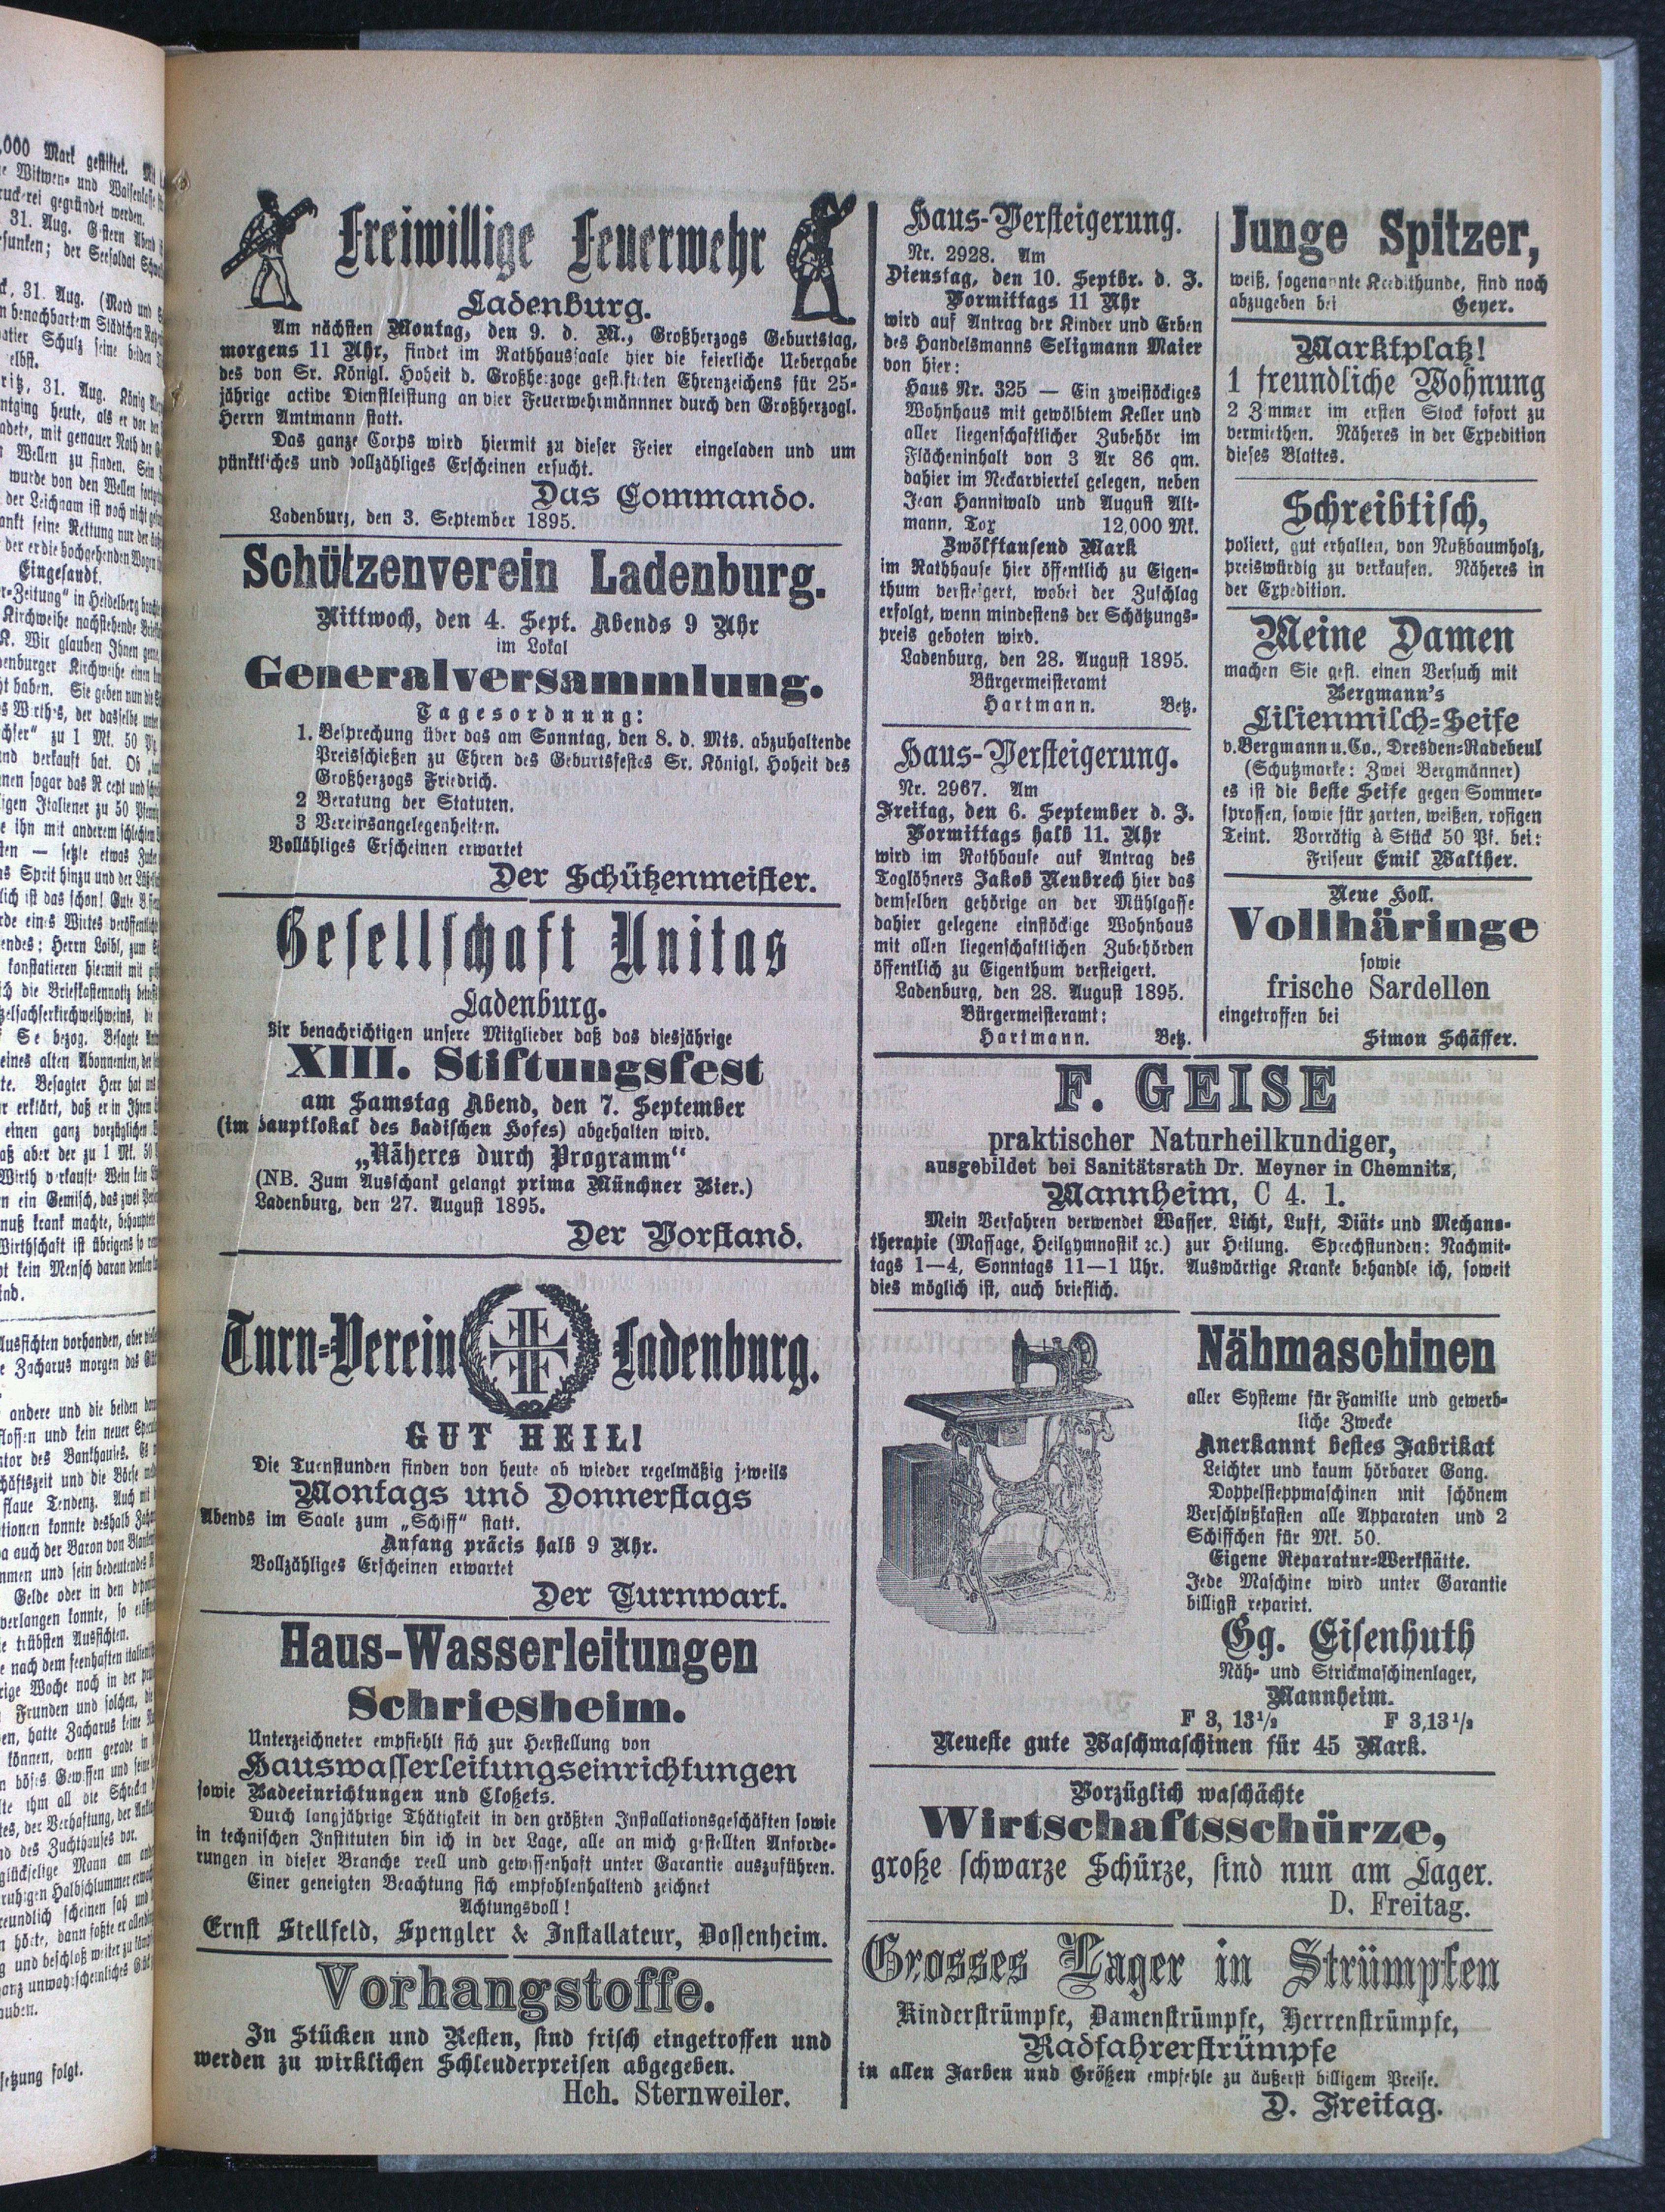 Freiwillige Feuerwehr
Ladenburg.
Am nächsten Montag, den 9. d. M., Großherzogs Geburtstag,
morgens 11 Uhr, findet im Rathhaussaale hier die feierliche Uebergabe
des von Sr. Königl. Hoheit d. Großherzoge gestifteten Ehrenzeichens für 25-
jährige active Dienstleistung an vier Feuerwehrmännner durch den Großherzogl.
Herrn Amtmann statt.
Das ganze Corps wird hiermit zu dieser Feier eingeladen und um
pünktliches und vollzähliges Erscheinen ersucht.
Das Commando.
Ladenburg, den 3. September 1895.
Schützenverein Ladenburg.
Mittwoch, den 4. Sept. Abends 9 Uhr
im Lokal
Generalversammlung.
Tagesordnung:
1. Besprechung über das am Sonntag, den 8. d. Mts. abzuhaltende
Preisschießen zu Ehren des Geburtsfestes Sr. Königl. Hoheit des
Großherzogs Friedrich.
2 Beratung der Statuten.
3 Vereinsangelegenheiten.
Vollzähliges Erscheinen erwartet
Der Schützenmeister.
Gesellschaft Unitas
Ladenburg.
Wir benachrichtigen unsere Mitglieder daß das diesjährige
XIII. Stiftungsfest
am Samstag Abend, den 7. September
(im Hauptlokal des badischen Hofes) abgehalten wird.
„Näheres durch Programm“
(NB. Zum Ausschank gelangt prima Münchner Bier.)
Ladenburg, den 27. August 1895.
Der Vorstand.
Turn-Verein Ladenburg.
GUT HEIL!
Die Turnstunden finden von heute ab wieder regelmäßig jeweils
Montags und Donnerstags
Abends im Saale zum „Schiff“ statt.
Anfang präcis halb 9 Uhr.
Vollzähliges Erscheinen erwartet
Der Turnwart.
Haus-Wasserleitungen
Schriesheim.
Unterzeichneter empfiehlt sich zur Herstellung von
Hauswasserleitungseinrichtungen
sowie Badeeinrichtungen und Closets.
Durch langjährige Thätigkeit in den größten Installationsgeschäften sowie
in technischen Instituten bin ich in der Lage, alle an mich gestellten Anforde-
rungen in dieser Branche reell und gewissenhaft unter Garantie auszuführen.
Einer geneigten Beachtung sich empfohlenhaltend zeichnet
Achtungsvoll!
Ernst Stellfeld, Spengler & Installateur, Dossenheim.
Vorhangstoffe.
In Stücken und Resten, sind frisch eingetroffen und
werden zu wirklichen Schleuderpreisen abgegeben.
Hch. Sternweiler.
Haus-Versteigerung.
Nr. 2928. Am
Dienstag, den 10. Septbr. d. J.
Vormittags 11 Uhr
wird auf Antrag der Kinder und Erben
des Handelsmanns Seligmann Maier
von hier:
Haus Nr. 325 — Ein zweistöckiges
Wohnhaus mit gewölbtem Keller und
aller liegenschaftlicher Zubehör im
Flächeninhalt von 3 Ar 86 qm.
dahier im Neckarviertel gelegen, neben
Jean Hanniwald und August Alt-
mann, Tax 12,000 Mk.
Zwölftausend Mark
im Rathhause hier öffentlich zu Eigen-
thum versteigert, wobei der Zuschlag
erfolgt, wenn mindestens der Schätzungs-
preis geboten wird.
Ladenburg, den 28. August 1895.
Bürgermeisteramt
Hartmann. Betz.
Haus-Versteigerung.
Nr. 2967. Am
Freitag, den 6. September d. J.
Vormittags halb 11. Uhr
wird im Rathhause auf Antrag des
Taglöhners Jakob Neubrech hier das
demselben gehörige an der Mühlgasse
dahier gelegene einstöckige Wohnhaus
mit allen liegenschaftlichen Zubehörden
öffentlich zu Eigenthum versteigert.
Ladenburg, den 28. August 1895.
Bürgermeisteramt:
Hartmann. Betz.
Junge Spitzer,
weiß, sogenannte Kredithunde, sind noch
abzugeben bei Geyer.
Marktplatz!
1 freundliche Wohnung
2 Zimmer im ersten Stock sofort zu
vermiethen. Näheres in der Expedition
dieses Blattes.
Schreibtisch,
poliert, gut erhalten, von Nußbaumholz,
preiswürdig zu verkaufen. Näheres in
der Expedition.
Meine Damen
machen Sie gefl. einen Versuch mit
Bergmann's
Lilienmilch-Seife
v. Bergmann u. Co., Dresden-Radebeul
(Schutzmarke: Zwei Bergmänner)
es ist die beste Seife gegen Sommer-
sprossen, sowie für zarten, weißen, rosigen
Teint. Vorrätig à Stück 50 Pf. bei:
Friseur Emil Walther.
Neue Holl.
Vollhäringe
sowie
frische Sardellen
eingetroffen bei
Simon Schäffer.
F. GEISE
praktischer Naturheilkundiger,
ausgebildet bei Sanitätsrath Dr. Meyner in Chemnitz,
Mannheim, C 4. 1.
Mein Verfahren verwendet Wasser, Licht, Luft, Diät- und Mechano-
therapie (Massage, Heilgymnastik ꝛc.) zur Heilung. Sprechstunden: Nachmit-
tags 1—4, Sonntags 11—1 Uhr. Auswärtige Kranke behandle ich, soweit
dies möglich ist, auch brieflich.
Nähmaschinen
aller Systeme für Familie und gewerb-
liche Zwecke
Anerkannt bestes Fabrikat
Leichter und kaum hörbarer Gang.
Doppelsteppmaschinen mit schönem
Verschlußkasten alle Apparaten und 2
Schiffchen für Mk. 50.
Eigene Reparatur-Werkstätte.
Jede Maschine wird unter Garantie
billigst reparirt.
Gg. Eisenhuth
Näh- und Strickmaschinenlager,
Mannheim.
F 3, 13½ F 3,13½
Neueste gute Waschmaschinen für 45 Mark.
Vorzüglich waschächte
Wirtschaftsschürze,
große schwarze Schürze, sind nun am Lager.
D. Freitag.
Grosses Lager in Strümpfen
Kinderstrümpfe, Damenstrümpfe, Herrenstrümpfe,
Radfahrerstrümpfe
in allen Farben und Größen empfehle zu äußerst billigem Preise.
D. Freitag.